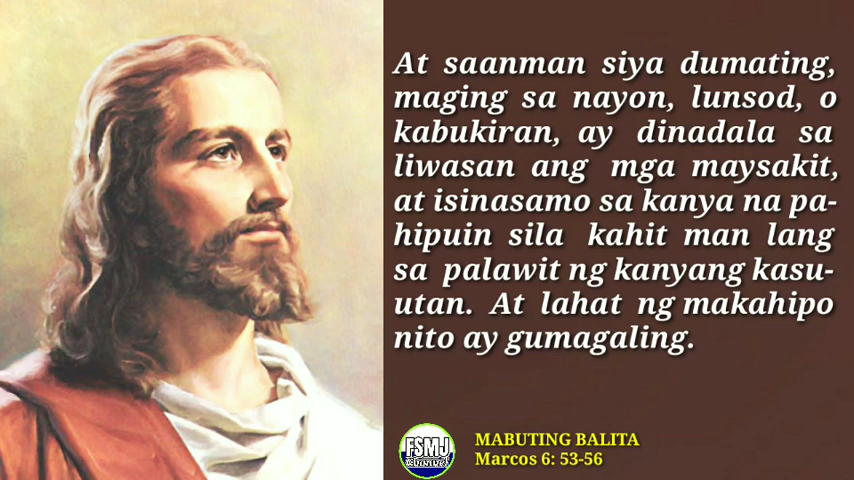 At saanman siya dumating,
maging sa nayon, lunsod, o
kabukiran, ay dinadala sa
liwasan ang mga maysakit,
at isinasamo sa kanya na pa-
hipuin sila kahit man lang
sa palawit ng kanyang kasu-
utan. At lahat ng makahipo
nito ay gumagaling.
FSMJ
MABUTING BALITA
Marcos 6: 53-56